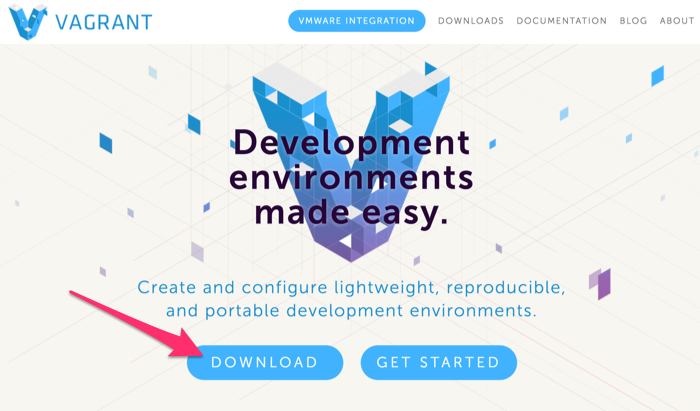 VAGRANT
VMWARE INTEGRATION
DOWNLOADS
DOCUMENTATION
BLOG
ABOUT
Development
environments
made easy.
Create and configure lightweight, reproducible,
and portable development environments.
DOWNLOAD
GET STARTED